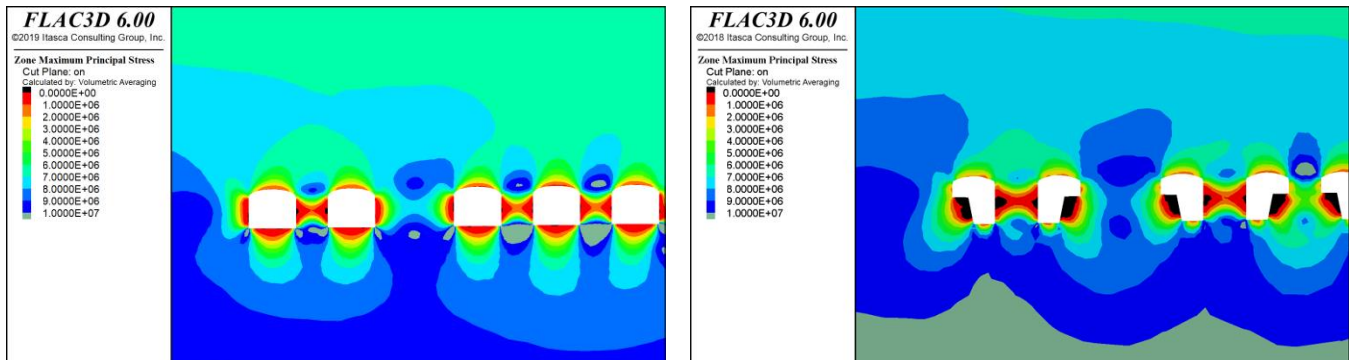 FLAC3D 6.00
©2019 Itasca Consulting Group, Inc.
Zone Maximum Principal Stress
Cut Plane: on
Calculated by: Volumetric Averaging
0.0000E+00
1.0000E+06
2.0000E+06
3.0000E+06
4.0000E+06
5.0000E+06
6.0000E+06
7.0000E+06
8.0000E+06
9.0000E+06
1.0000E+07
FLAC3D 6.00
©2018 Itasca Consulting Group, Inc.
Zone Maximum Principal Stress
Cut Plane: on
Calculated by: Volumetric Averaging
0.0000E+00
1.0000E+06
2.0000E+06
3.0000E+06
4.0000E+06
5.0000E+06
6.0000E+06
7.0000E+06
8.0000E+06
9.0000E+06
1.0000E+07